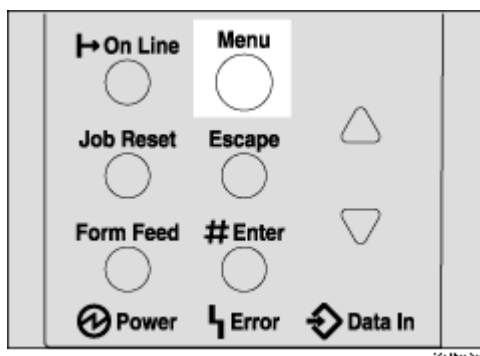 On Line Menu
Job Reset Escape
Form Feed # Enter
Power Error Data In